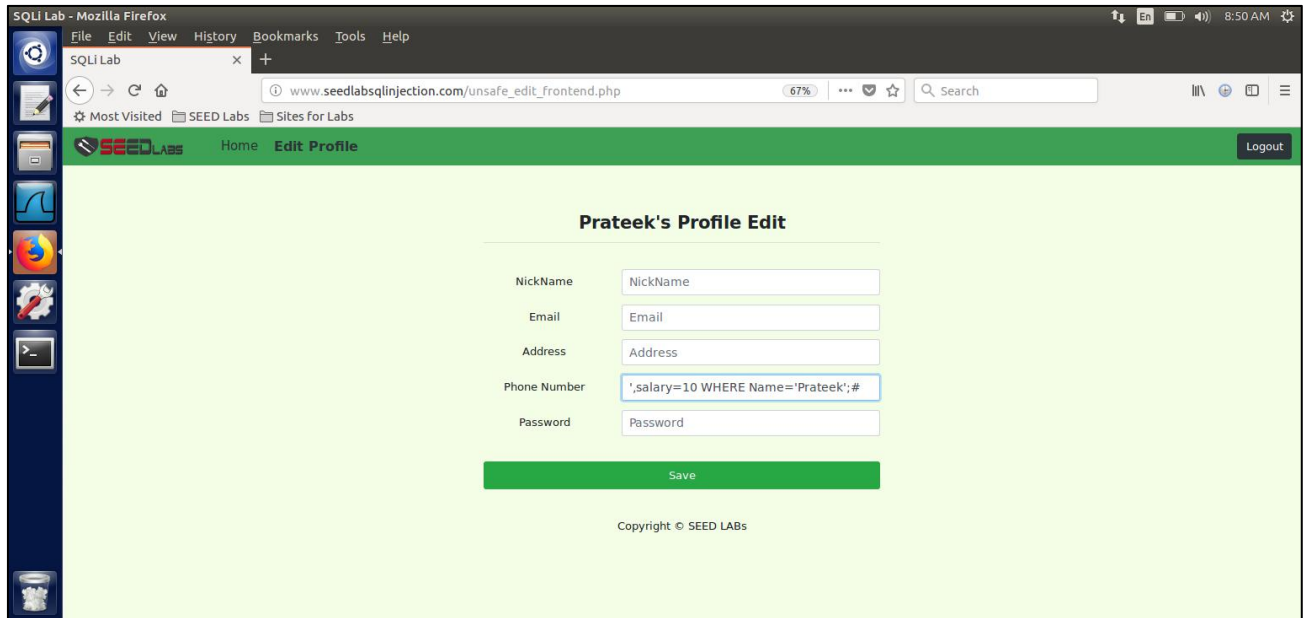 SQLi Lab - Mozilla Firefox En 8:50 AM
File Edit View History Bookmarks Tools Help
SQLi Lab × +
www.seedlabsqlinjection.com/unsafe_edit_frontend.php 67% Search
Most Visited SEED Labs Sites for Labs
SEEDLABS Home Edit Profile Logout
Prateek's Profile Edit
NickName NickName
Email Email
Address Address
Phone Number ',salary=10 WHERE Name='Prateek';#
Password Password
Save
Copyright © SEED LABs